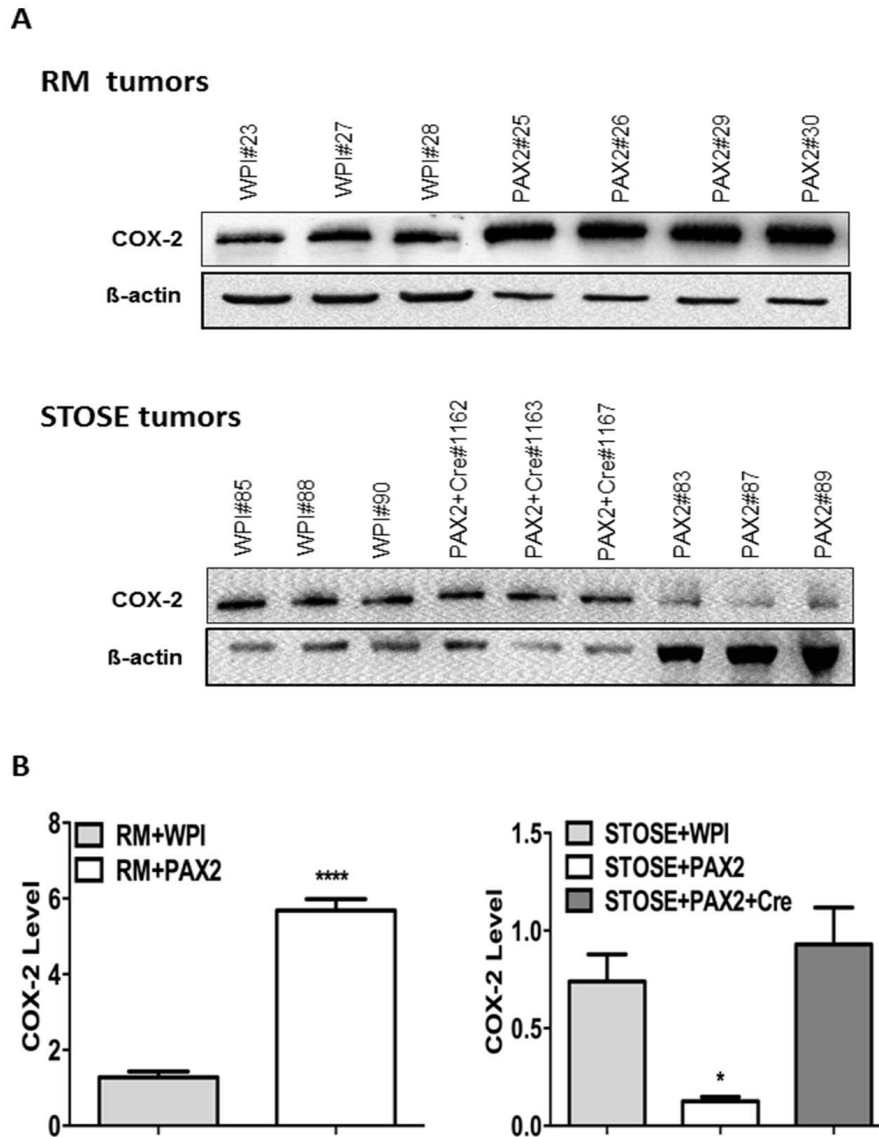 A
RM tumors
WPI#23 WPI#27 WPI#28 PAX2#25 PAX2#26 PAX2#29 PAX2#30
COX-2
ß-actin
STOSE tumors
WPI#85 WPI#88 WPI#90 PAX2+Cre#1162 PAX2+Cre#1163 PAX2+Cre#1167 PAX2#83 PAX2#87 PAX2#89
COX-2
ß-actin
B
COX-2 Level
8
6
4
2
0
RM+WPI
RM+PAX2
****
COX-2 Level
1.5
1.0
0.5
0.0
STOSE+WPI
STOSE+PAX2
STOSE+PAX2+Cre
*